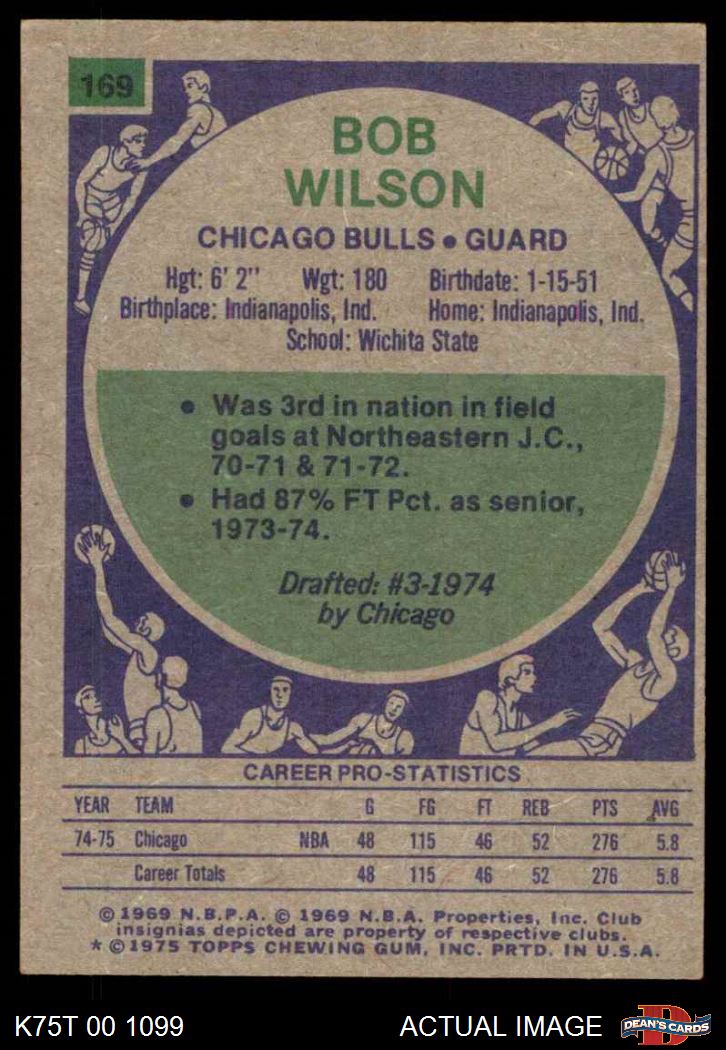 169
BOB
WILSON
CHICAGO BULLS • GUARD
Hgt: 6' 2" Wgt: 180 Birthdate: 1-15-51
Birthplace: Indianapolis, Ind. Home: Indianapolis, Ind.
School: Wichita State
• Was 3rd in nation in field
goals at Northeastern J.C.,
70-71 & 71-72.
• Had 87% FT Pct. as senior,
1973-74.
Drafted: #3-1974
by Chicago
CAREER PRO-STATISTICS
YEAR TEAM G FG FT REB PTS AVG
74-75 Chicago NBA 48 115 46 52 276 5.8
Career Totals 48 115 46 52 276 5.8
© 1969 N.B.P.A. © 1969 N.B.A. Properties, Inc. Club
insignias depicted are property of respective clubs.
* © 1975 TOPPS CHEWING GUM, INC. PRTD. IN U.S.A.
K75T 00 1099 ACTUAL IMAGE D DEAN'S CARDS